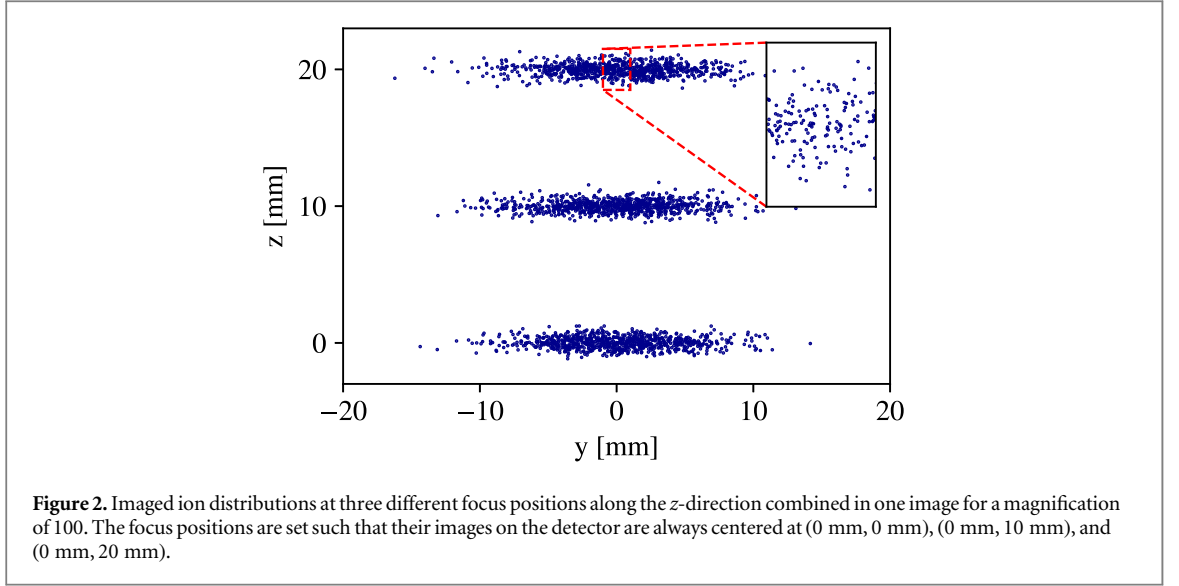 20
10
0
z [mm]
−20
−10
0
10
20
y [mm]
Figure 2. Imaged ion distributions at three different focus positions along the z-direction combined in one image for a magnification
of 100. The focus positions are set such that their images on the detector are always centered at (0 mm, 0 mm), (0 mm, 10 mm), and
(0 mm, 20 mm).